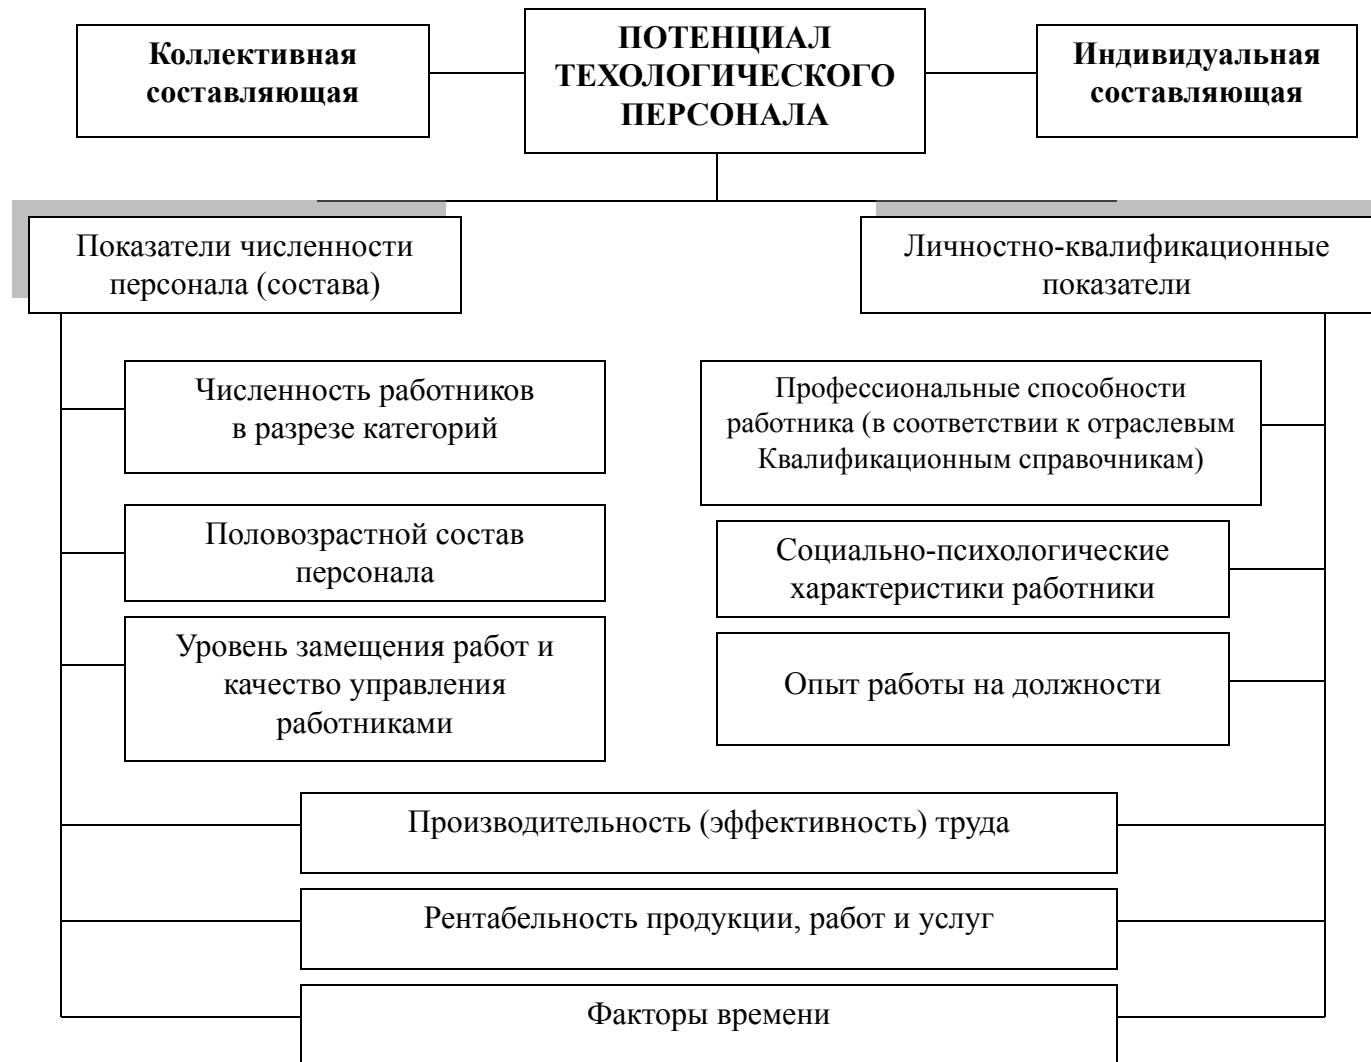 Коллективная
составляющая
ПОТЕНЦИАЛ
ТЕХОЛОГИЧЕСКОГО
ПЕРСОНАЛА
Индивидуальная
составляющая
Показатели численности
персонала (состава)
Личностно-квалификационные
показатели
Численность работников
в разрезе категорий
Половозрастной состав
персонала
Уровень замещения работ и
качество управления
работниками
Профессиональные способности
работника (в соответствии к отраслевым
Квалификационным справочникам)
Социально-психологические
характеристики работники
Опыт работы на должности
Производительность (эффективность) труда
Рентабельность продукции, работ и услуг
Факторы времени